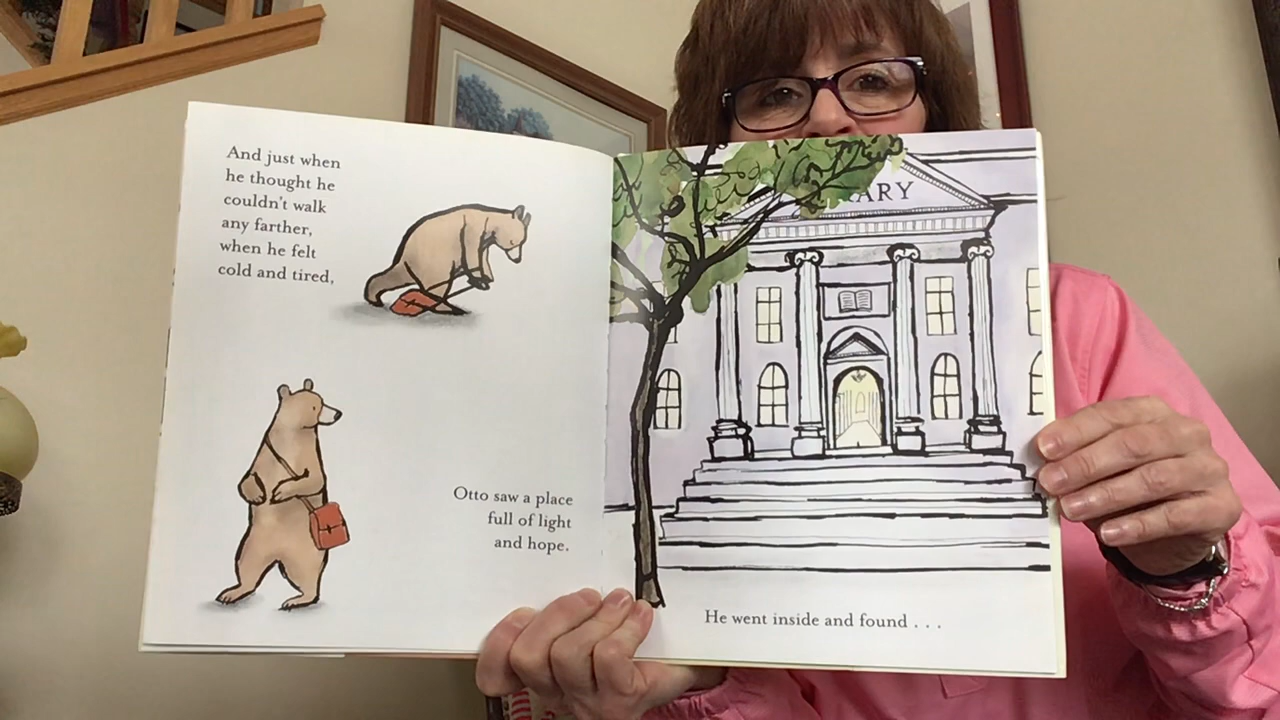 And just when
he thought he
couldn't walk
any farther,
when he felt
cold and tired,
Otto saw a place
full of light
and hope.
ARY
He went inside and found . . .